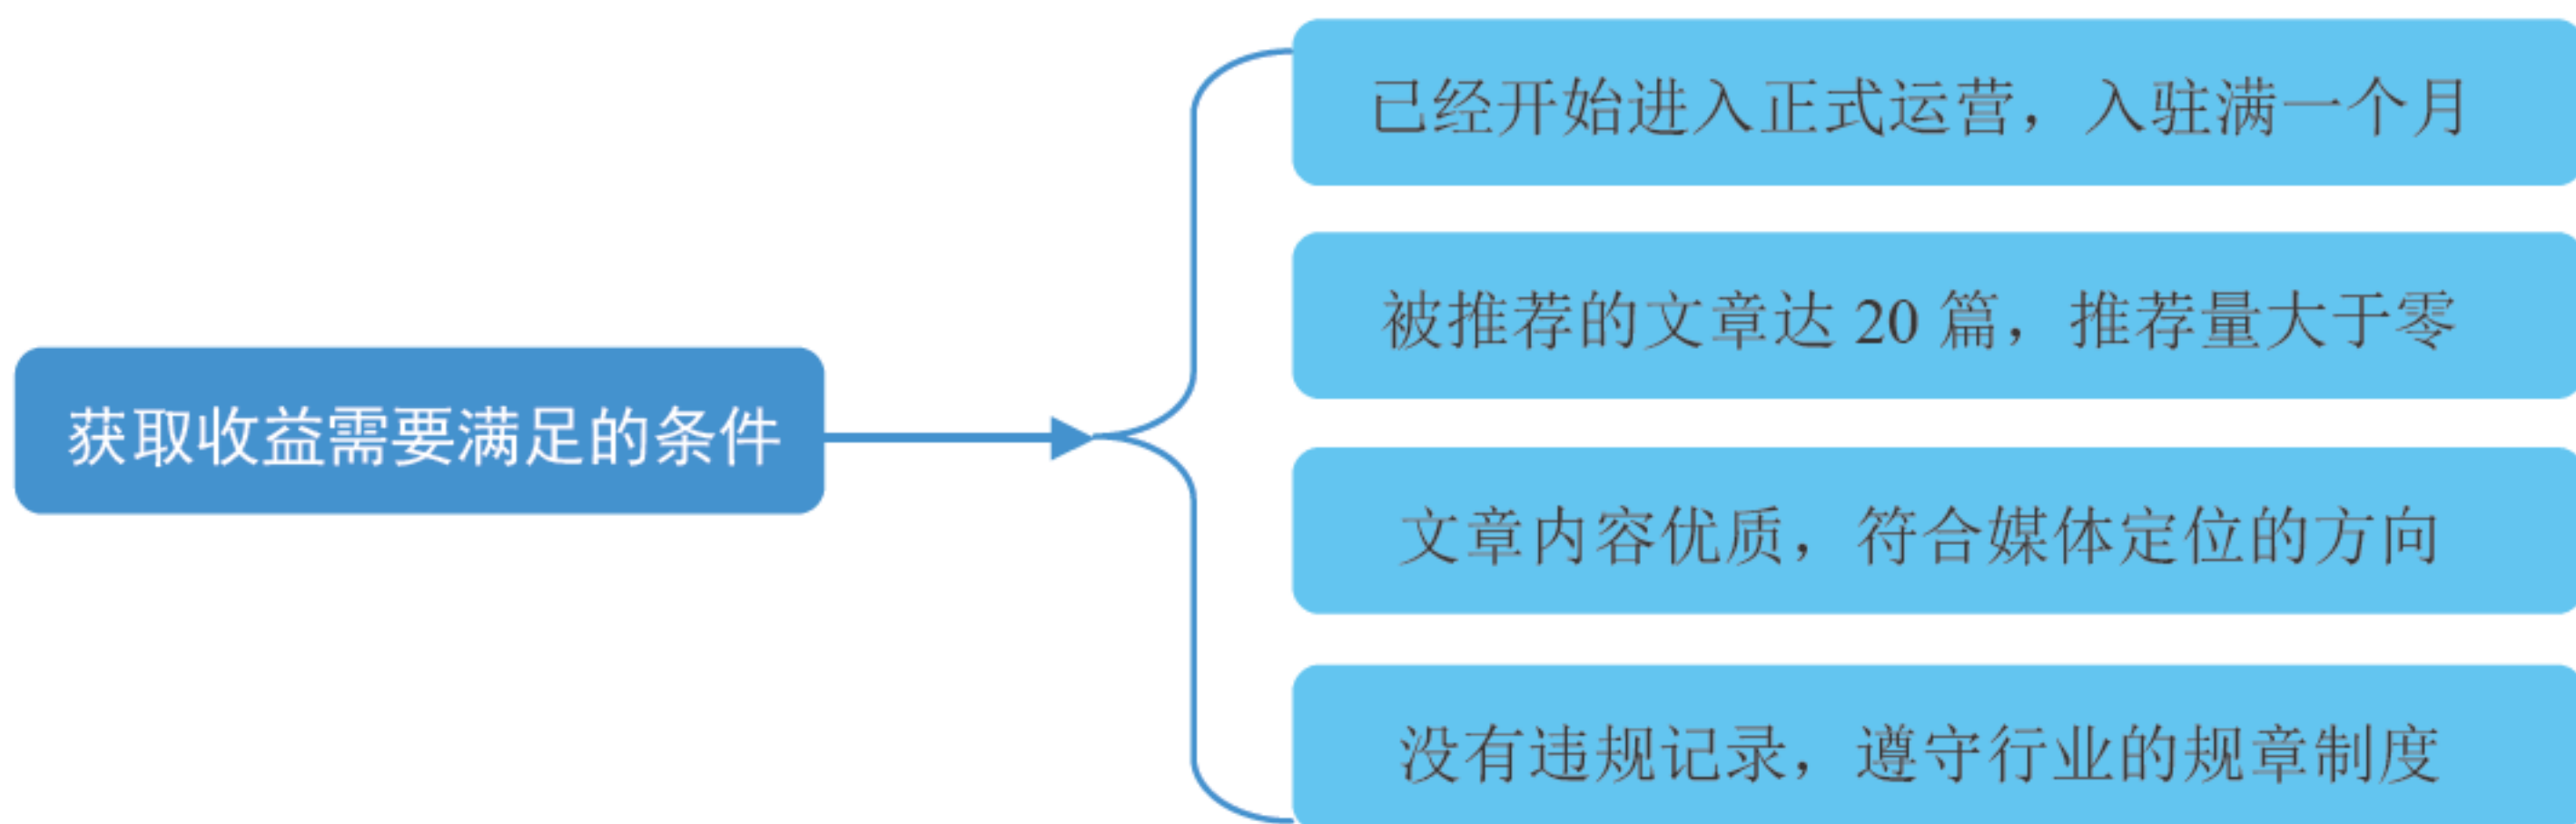 获取收益需要满足的条件
已经开始进入正式运营，入驻满一个月
被推荐的文章达 20 篇，推荐量大于零
文章内容优质，符合媒体定位的方向
没有违规记录，遵守行业的规章制度